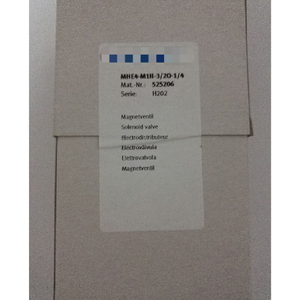 MHE4-M1H-3/2O-1/4
Mat.-Nr.: 525206
Serie: H202
Magnetventil
Solenoid valve
Electrodistributeur
Electroválvula
Elettrovalvola
Magnetventil